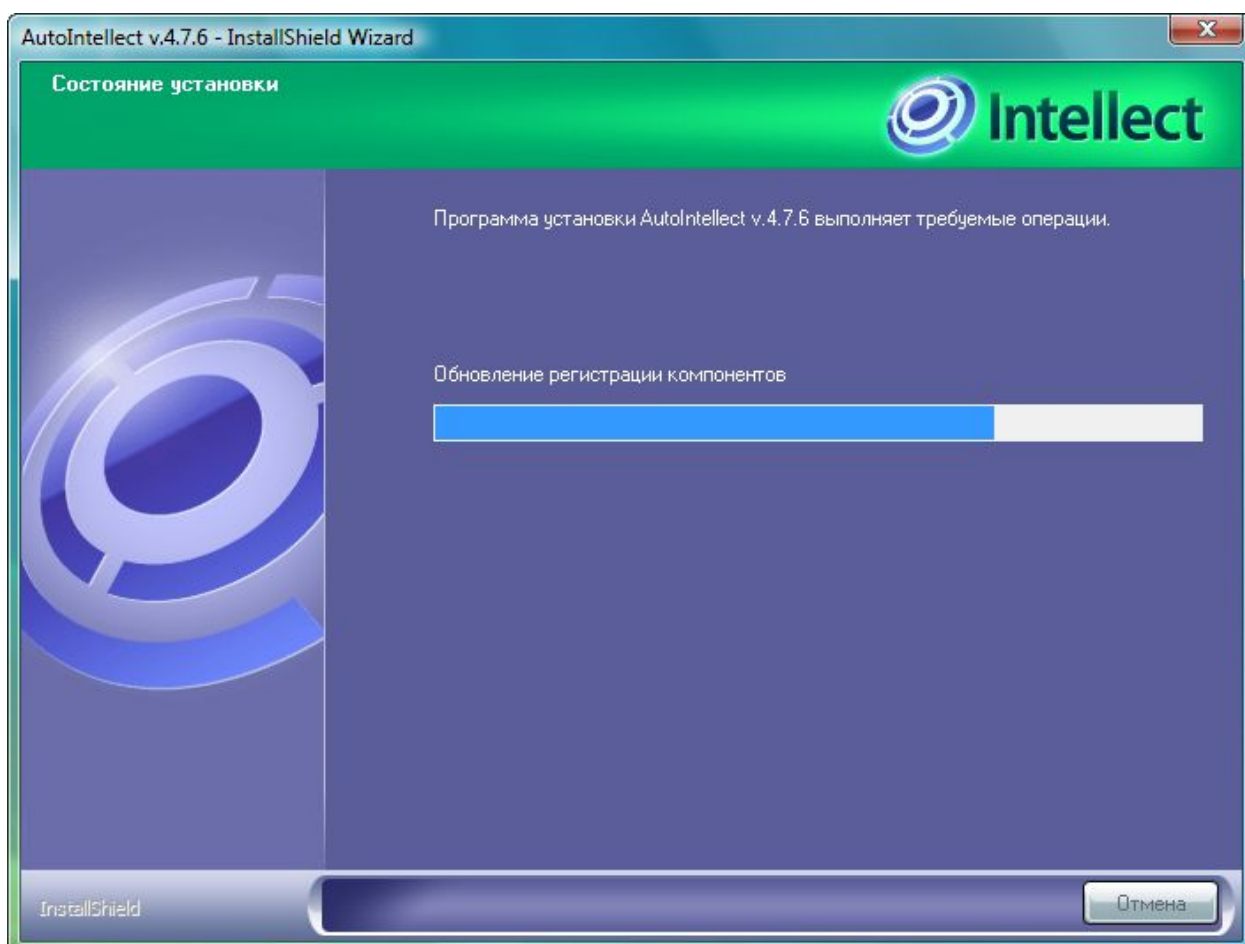 AutoIntellect v.4.7.6 - InstallShield Wizard
Состояние установки
Intellect
Программа установки AutoIntellect v.4.7.6 выполняет требуемые операции.
Обновление регистрации компонентов
InstallShield
Отмена